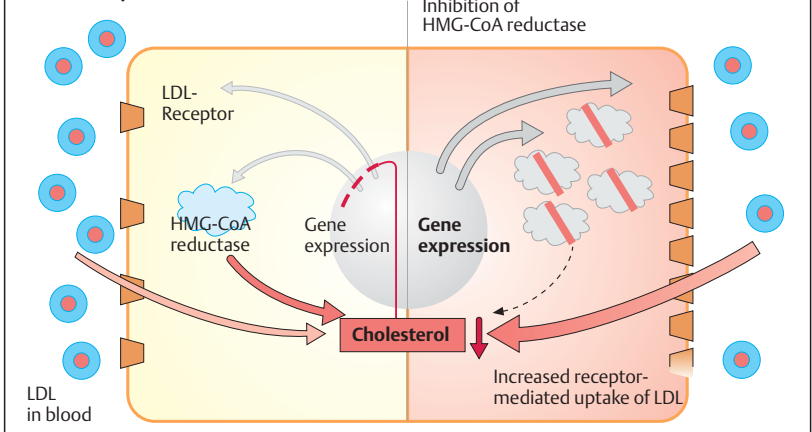 Inhibition of
HMG-CoA reductase
LDL-
Receptor
HMG-CoA
reductase
Gene
expression
Gene
expression
Cholesterol
Increased receptor-
mediated uptake of LDL
LDL
in blood